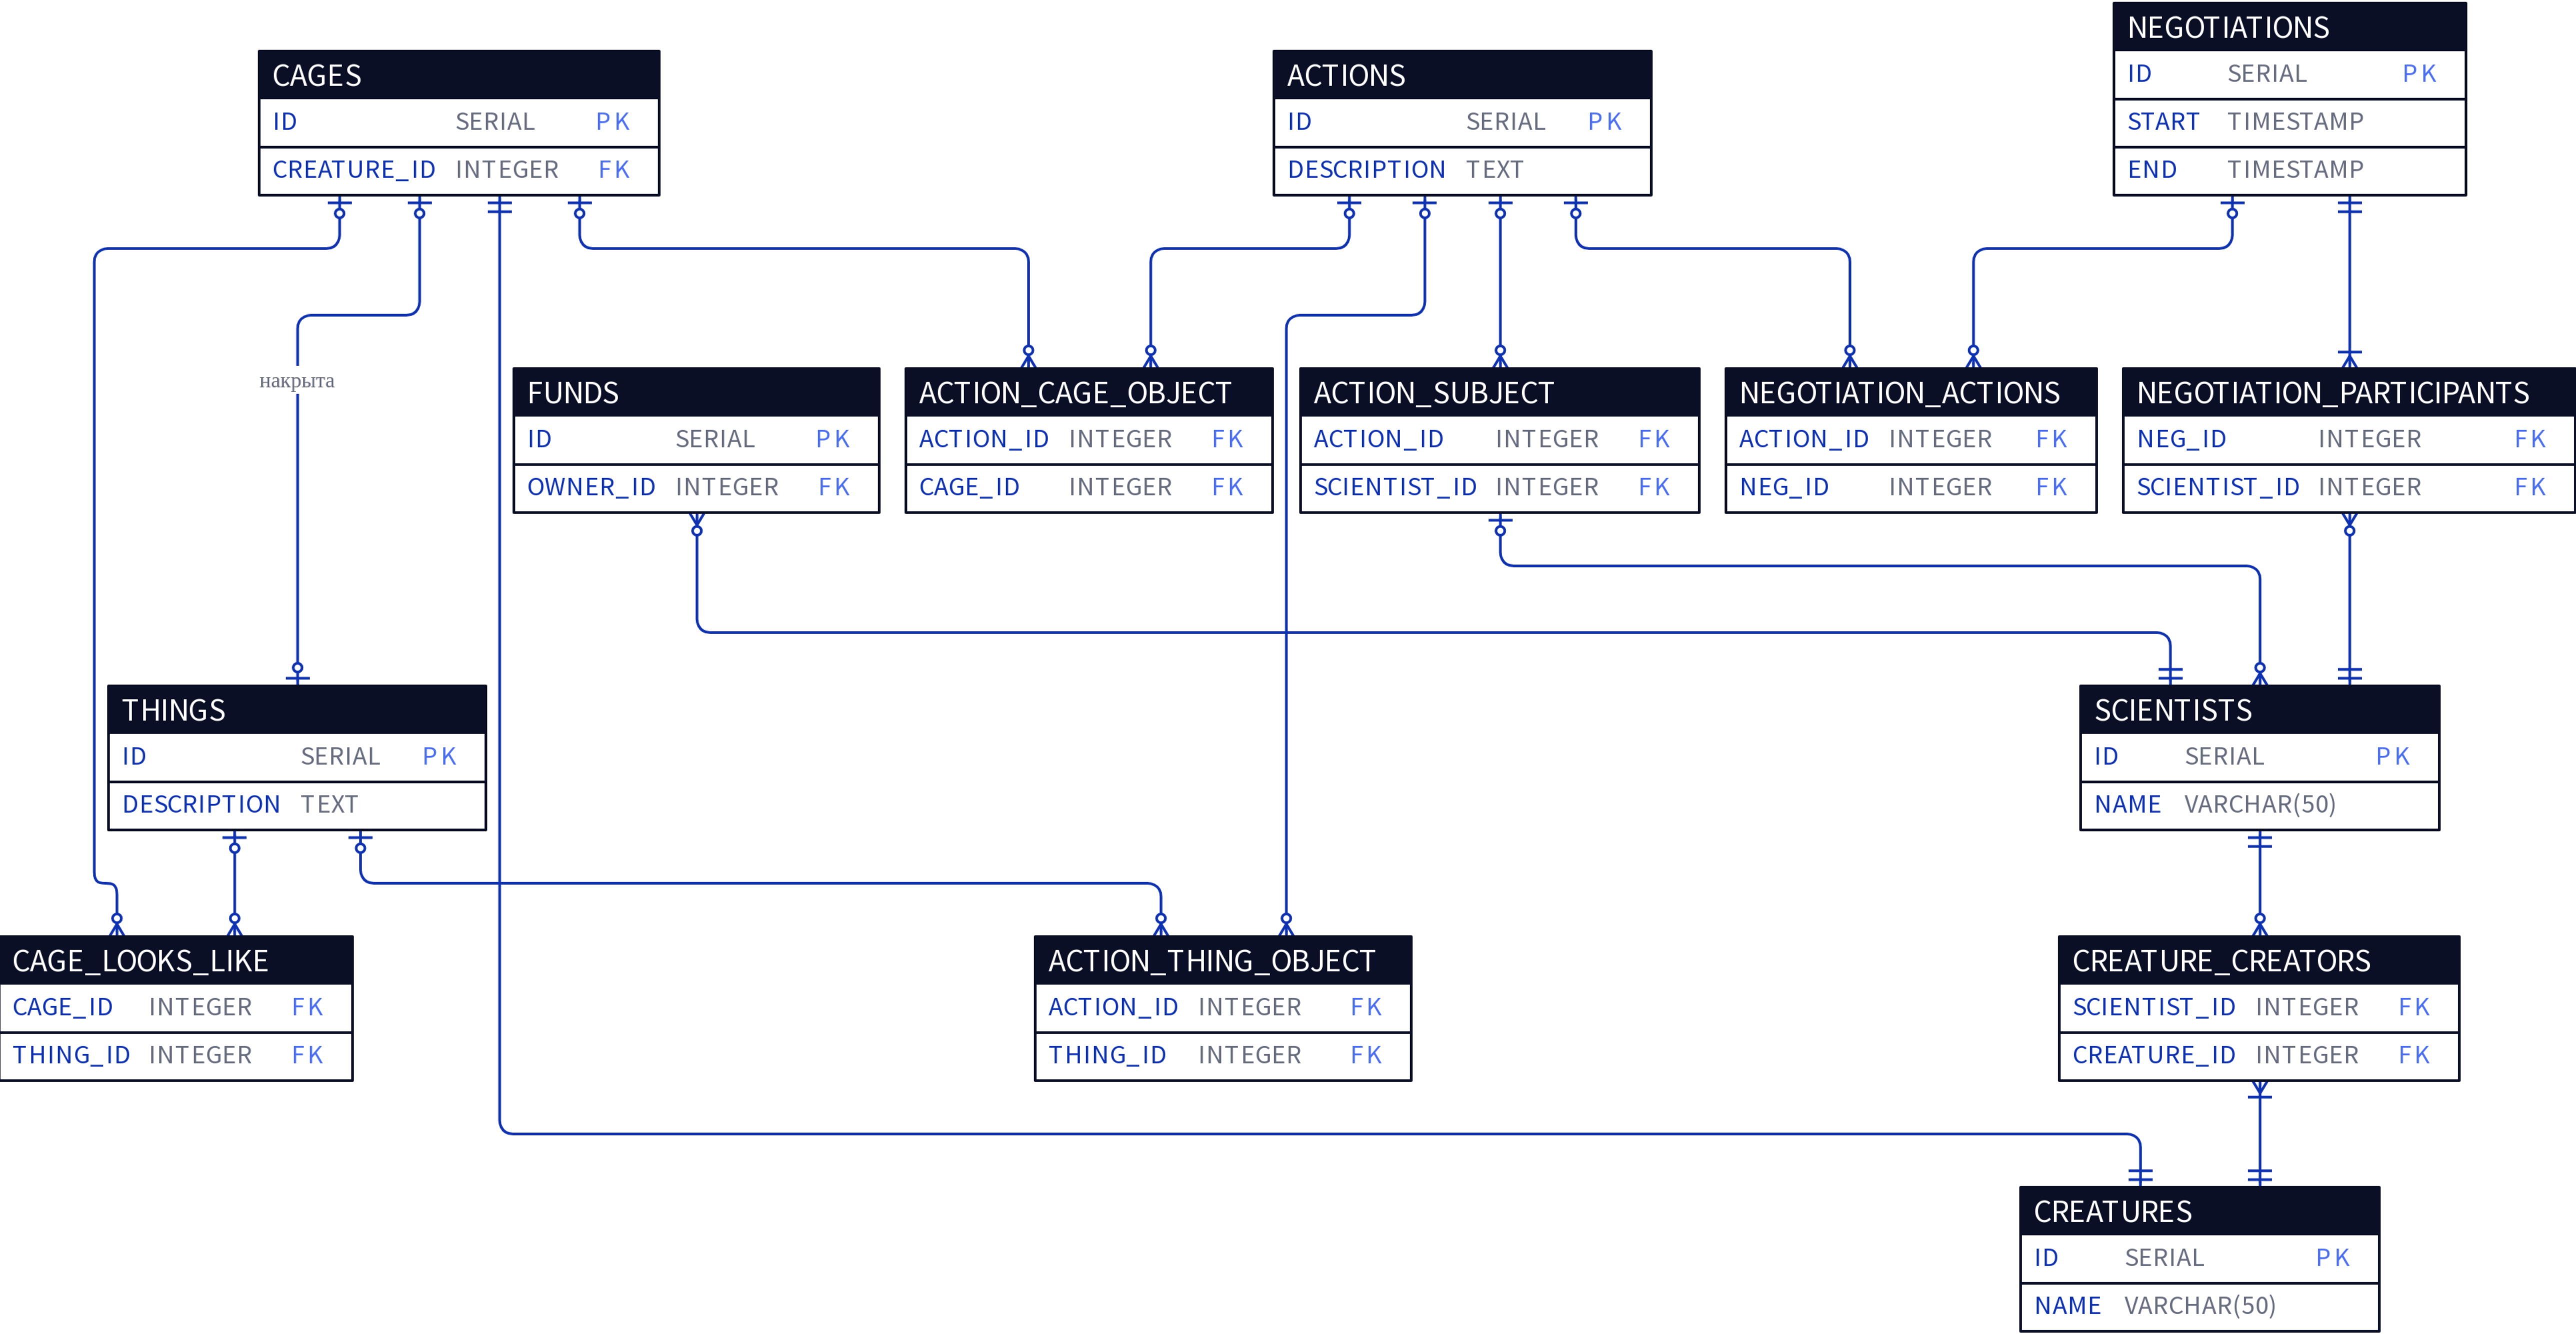 NEGOTIATIONS
ID SERIAL PK
START TIMESTAMP
END TIMESTAMP
CAGES
ID SERIAL PK
CREATURE_ID INTEGER FK
ACTIONS
ID SERIAL PK
DESCRIPTION TEXT
накрыта
FUNDS
ID SERIAL PK
OWNER_ID INTEGER FK
ACTION_CAGE_OBJECT
ACTION_ID INTEGER FK
CAGE_ID INTEGER FK
ACTION_SUBJECT
ACTION_ID INTEGER FK
SCIENTIST_ID INTEGER FK
NEGOTIATION_ACTIONS
ACTION_ID INTEGER FK
NEG_ID INTEGER FK
NEGOTIATION_PARTICIPANTS
NEG_ID INTEGER FK
SCIENTIST_ID INTEGER FK
THINGS
ID SERIAL PK
DESCRIPTION TEXT
SCIENTISTS
ID SERIAL PK
NAME VARCHAR(50)
CAGE_LOOKS_LIKE
CAGE_ID INTEGER FK
THING_ID INTEGER FK
ACTION_THING_OBJECT
ACTION_ID INTEGER FK
THING_ID INTEGER FK
CREATURE_CREATORS
SCIENTIST_ID INTEGER FK
CREATURE_ID INTEGER FK
CREATURES
ID SERIAL PK
NAME VARCHAR(50)